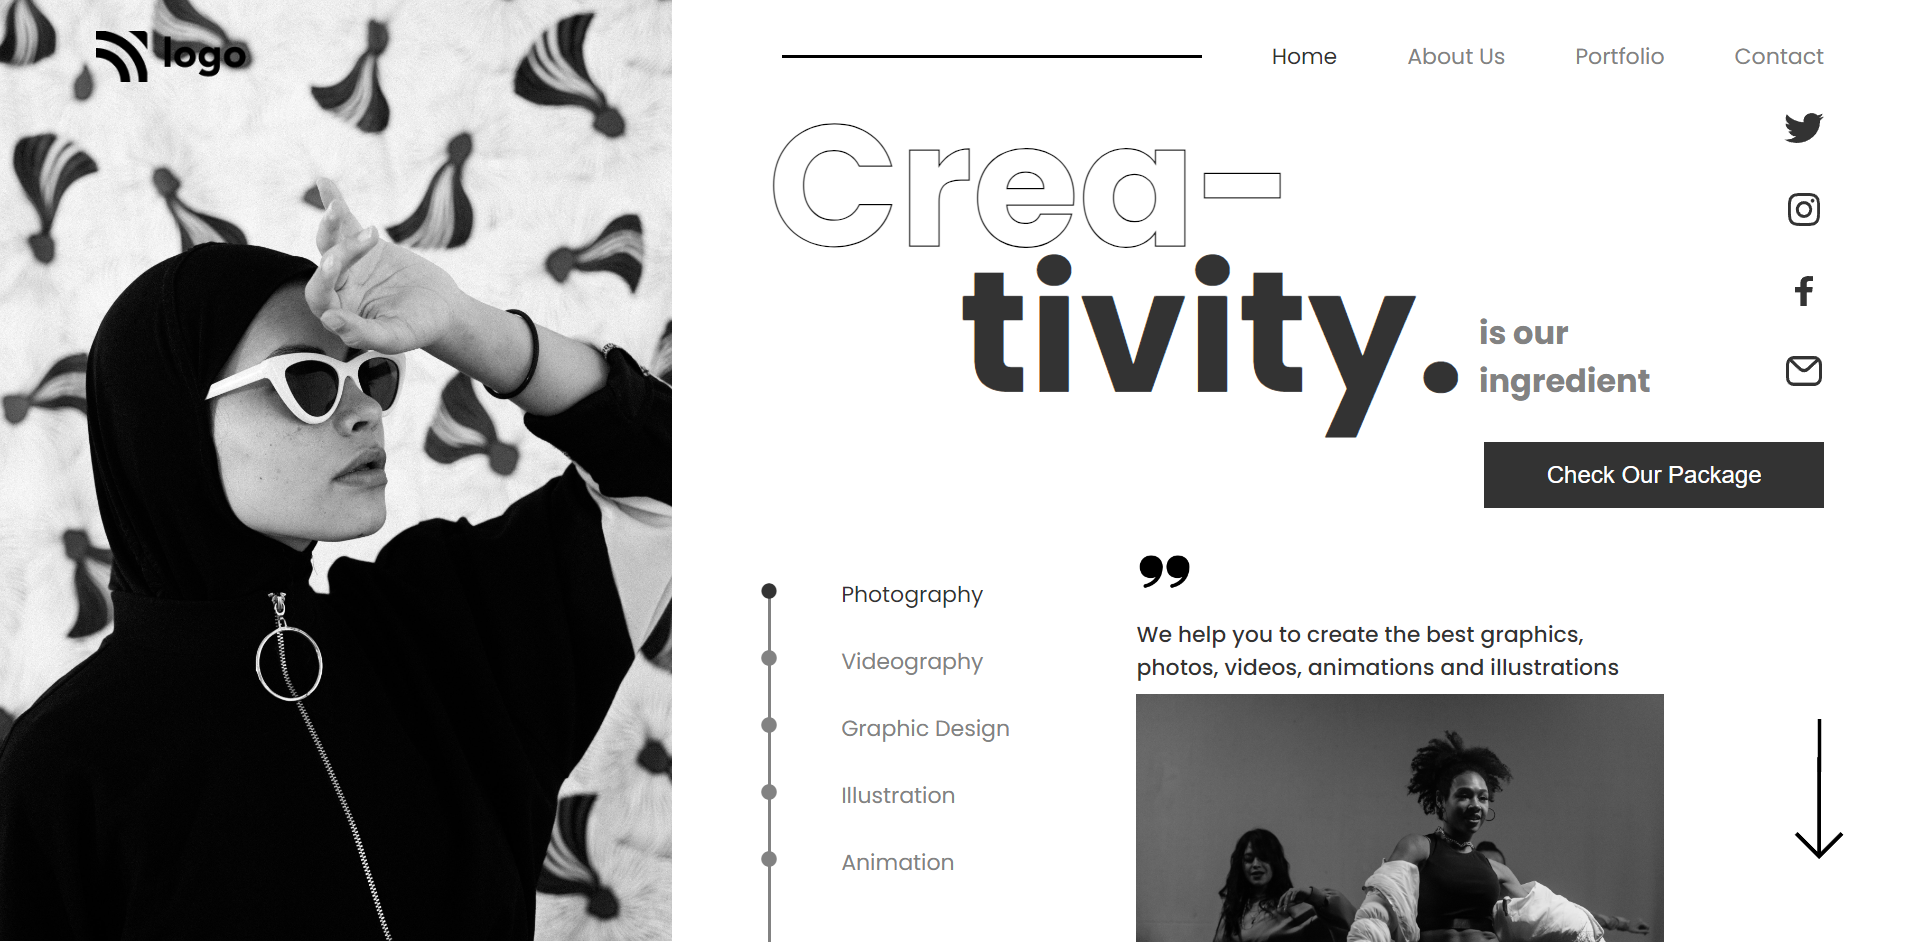 logo
Home
About Us
Portfolio
Contact
Crea-
tivity.
is our
ingredient
Check Our Package
Photography
Videography
Graphic Design
Illustration
Animation
❜❜
We help you to create the best graphics,
photos, videos, animations and illustrations